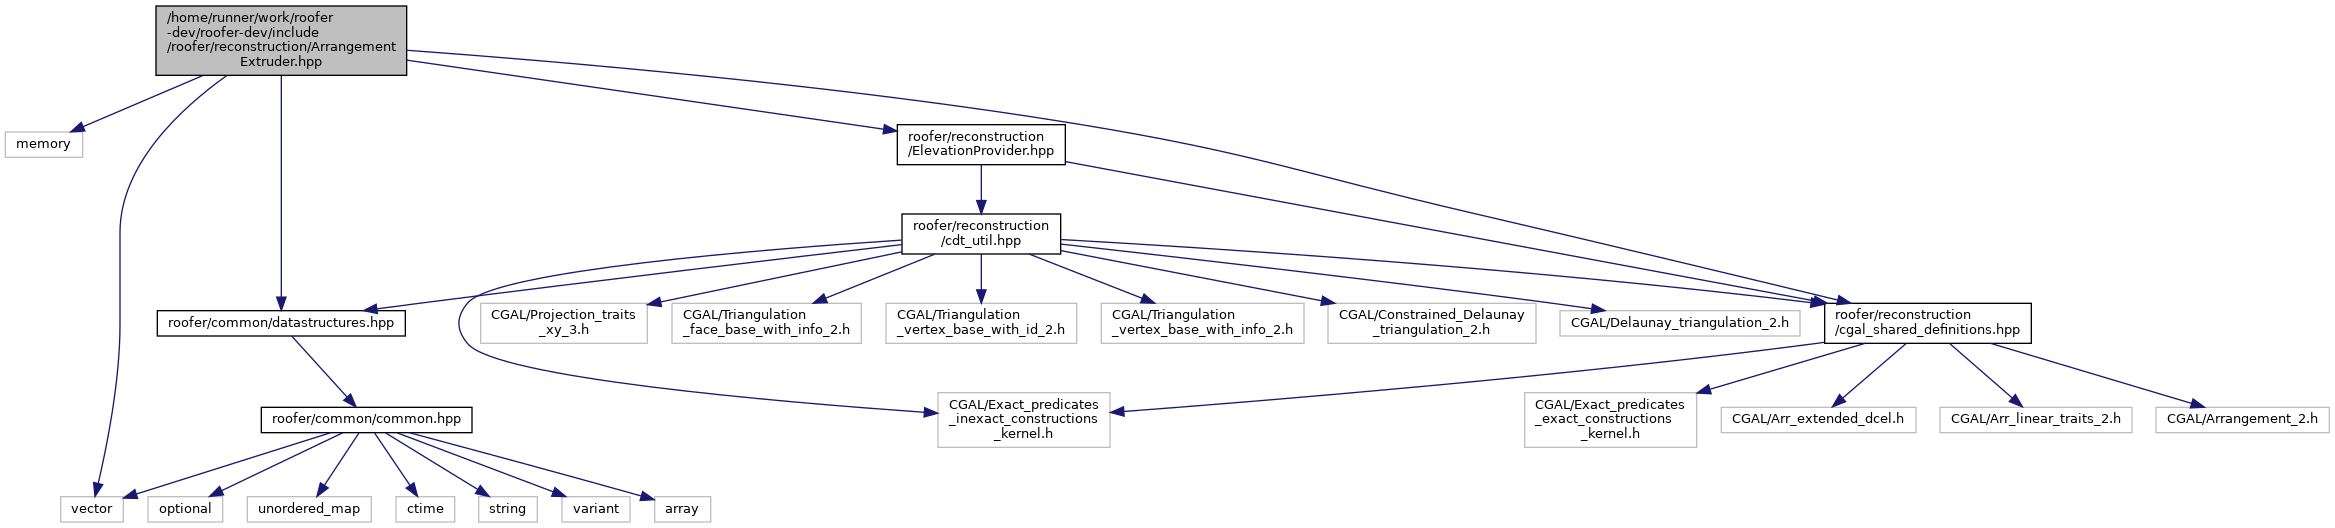 /home/runner/work/roofer
-dev/roofer-dev/include
/roofer/reconstruction/Arrangement
Extruder.hpp
memory
roofer/reconstruction
/ElevationProvider.hpp
roofer/reconstruction
/cdt_util.hpp
roofer/common/datastructures.hpp
CGAL/Projection_traits
_xy_3.h
CGAL/Triangulation
_face_base_with_info_2.h
CGAL/Triangulation
_vertex_base_with_id_2.h
CGAL/Triangulation
_vertex_base_with_info_2.h
CGAL/Constrained_Delaunay
_triangulation_2.h
CGAL/Delaunay_triangulation_2.h
roofer/reconstruction
/cgal_shared_definitions.hpp
roofer/common/common.hpp
CGAL/Exact_predicates
_inexact_constructions
_kernel.h
CGAL/Exact_predicates
_exact_constructions
_kernel.h
CGAL/Arr_extended_dcel.h
CGAL/Arr_linear_traits_2.h
CGAL/Arrangement_2.h
vector
optional
unordered_map
ctime
string
variant
array